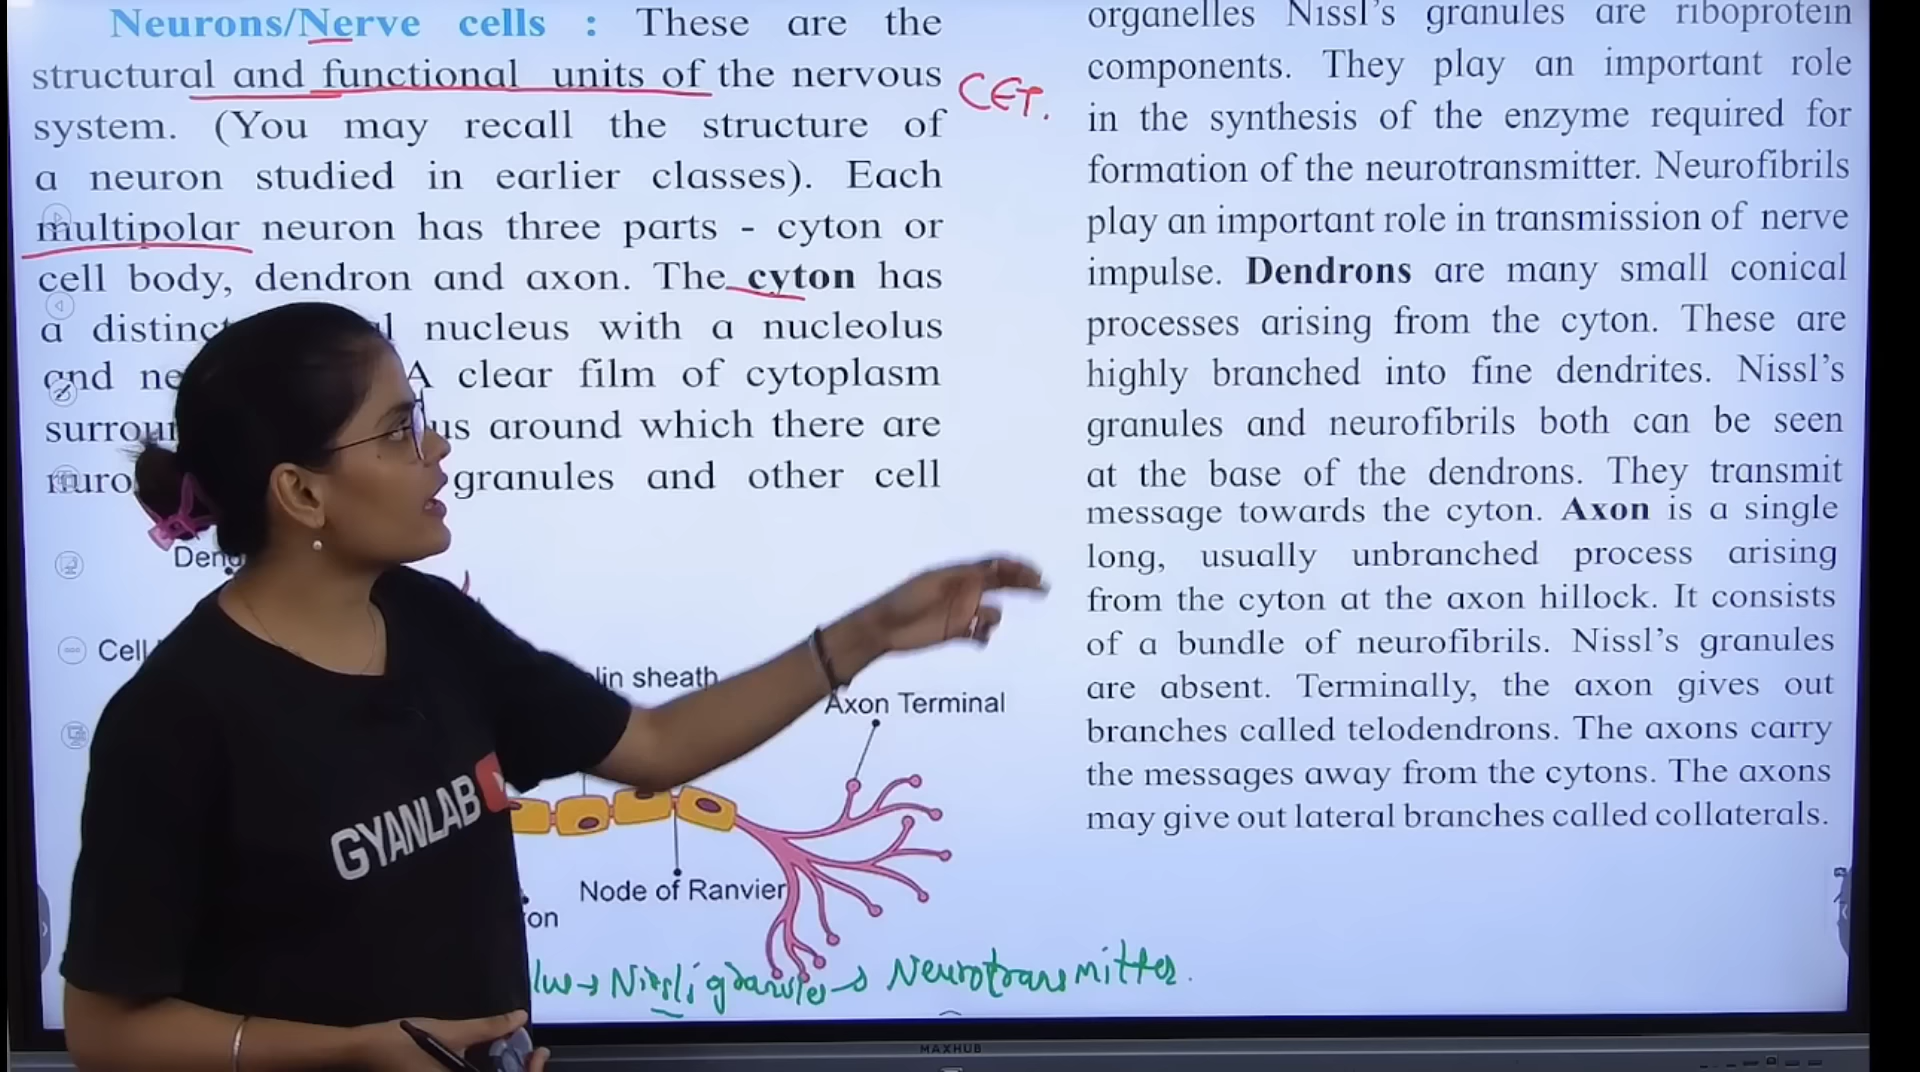 Neurons/Nerve cells : These are the
structural and functional units of the nervous
system. (You may recall the structure of
a neuron studied in earlier classes). Each
multipolar neuron has three parts - cyton or
cell body, dendron and axon. The cyton has
a distinct nucleus with a nucleolus
and A clear film of cytoplasm
around which there are
granules and other cell
CET.
Cell
sheath
Axon Terminal
Node of Ranvier
GYANLAB
Nissli granules → Neurotransmitter.
organelles Nissl's granules are riboprotein
components. They play an important role
in the synthesis of the enzyme required for
formation of the neurotransmitter. Neurofibrils
play an important role in transmission of nerve
impulse. Dendrons are many small conical
processes arising from the cyton. These are
highly branched into fine dendrites. Nissl's
granules and neurofibrils both can be seen
at the base of the dendrons. They transmit
message towards the cyton. Axon is a single
long, usually unbranched process arising
from the cyton at the axon hillock. It consists
of a bundle of neurofibrils. Nissl's granules
are absent. Terminally, the axon gives out
branches called telodendrons. The axons carry
the messages away from the cytons. The axons
may give out lateral branches called collaterals.
MAXHUB